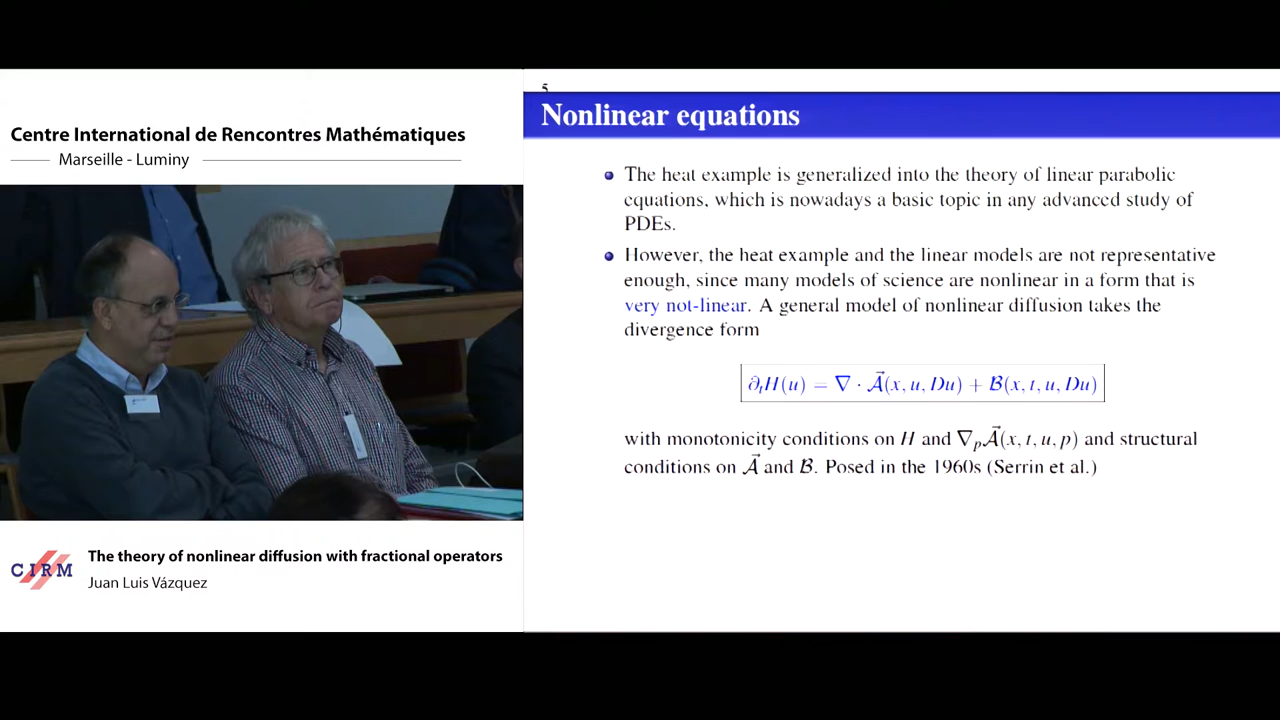 Centre International de Rencontres Mathématiques
Marseille - Luminy
CIRM
The theory of nonlinear diffusion with fractional operators
Juan Luis Vázquez
5
Nonlinear equations
The heat example is generalized into the theory of linear parabolic
equations, which is nowadays a basic topic in any advanced study of
PDEs.
However, the heat example and the linear models are not representative
enough, since many models of science are nonlinear in a form that is
very not-linear. A general model of nonlinear diffusion takes the
divergence form
∂ₜH(u) = ∇ · 𝒜⃗(x, u, Du) + ℬ(x, t, u, Du)
with monotonicity conditions on H and ∇ₚ𝒜⃗(x, t, u, p) and structural
conditions on 𝒜⃗ and ℬ. Posed in the 1960s (Serrin et al.)